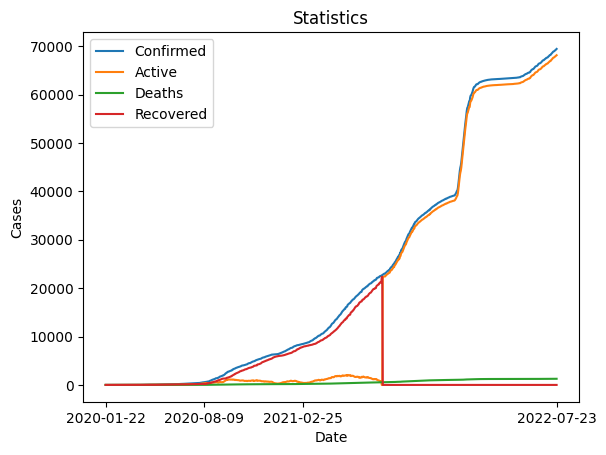 Statistics
Confirmed
Active
Deaths
Recovered
70000
60000
50000
40000
30000
20000
10000
0
Cases
2020-01-22 2020-08-09 2021-02-25 2022-07-23
Date